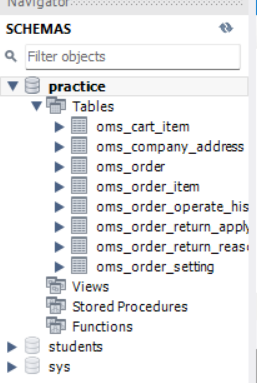 Navigator
SCHEMAS
Filter objects
practice
Tables
oms_cart_item
oms_company_address
oms_order
oms_order_item
oms_order_operate_his
oms_order_return_apply
oms_order_return_reas
oms_order_setting
Views
Stored Procedures
Functions
students
sys